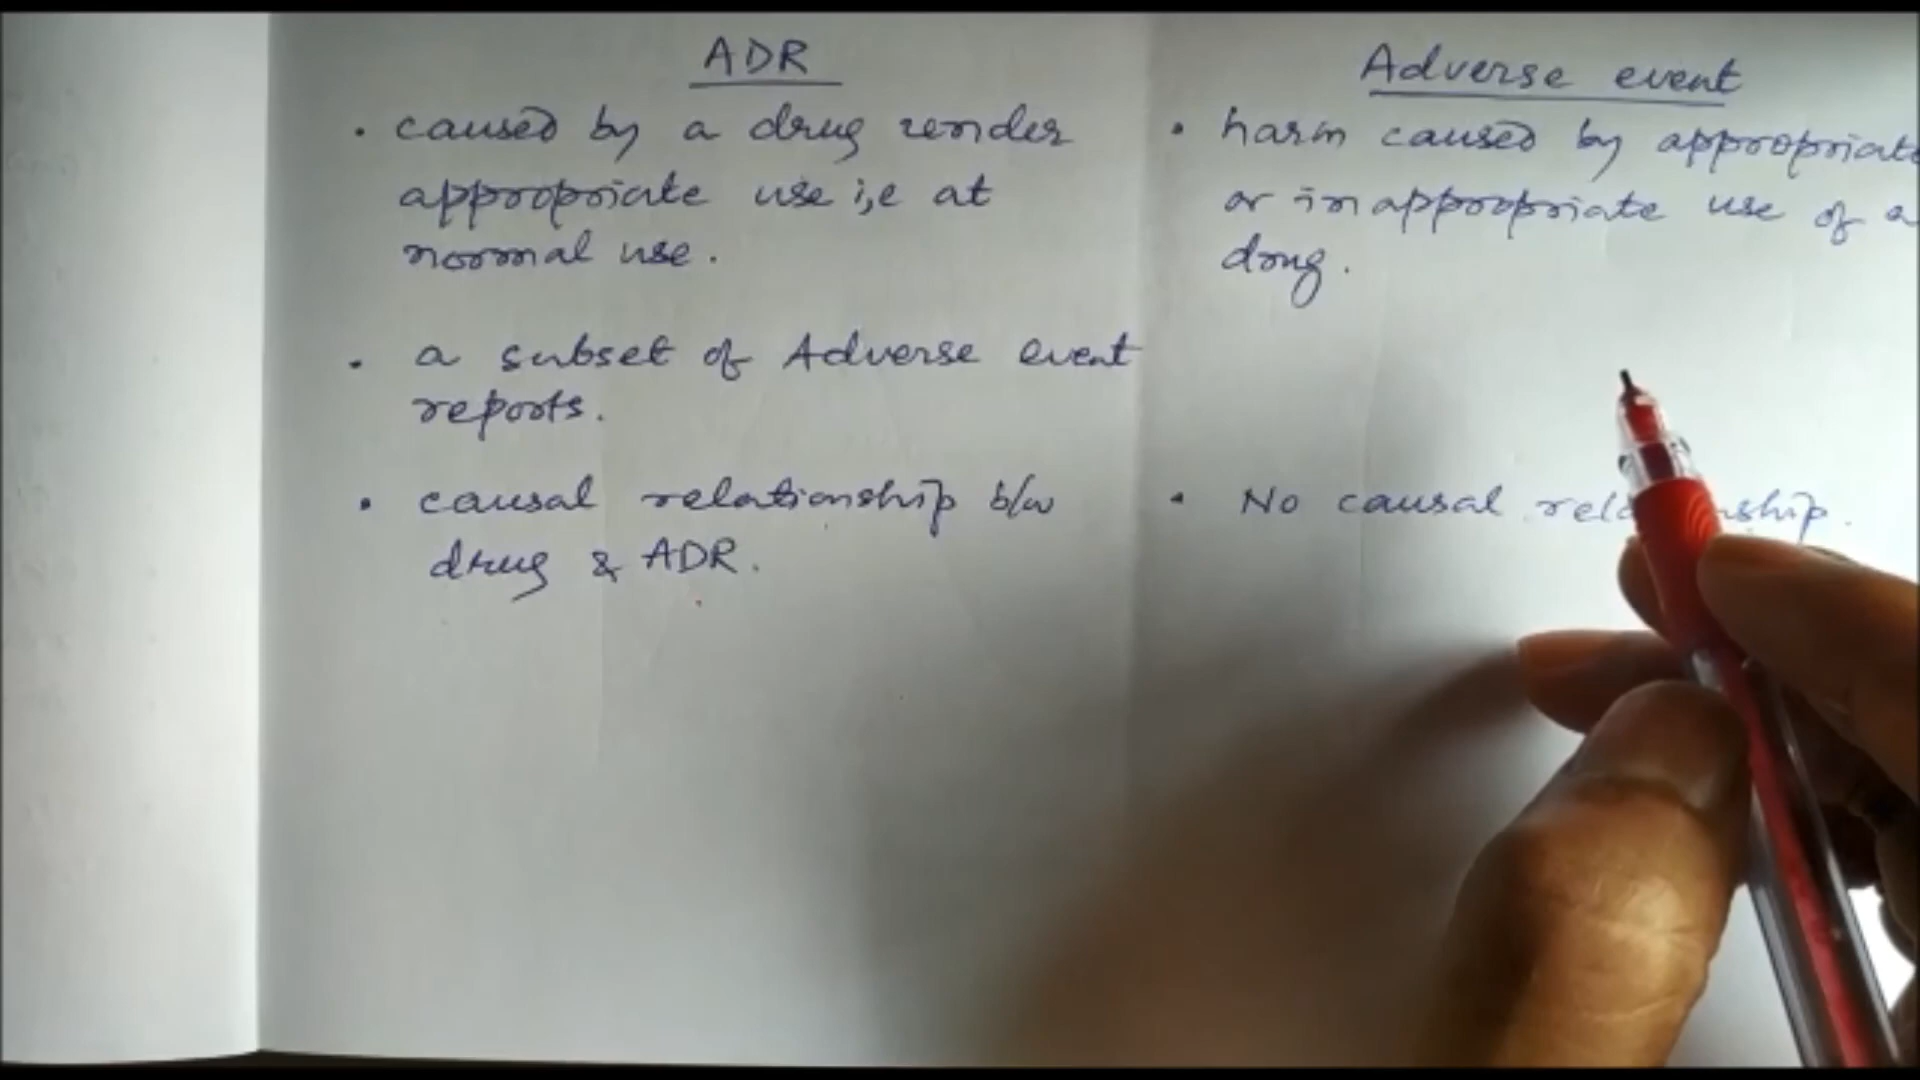 ADR
. caused by a drug under
appropriate use i,e at
normal use.
. a subset of Adverse event
reports.
. causal relationship b/w
drug & ADR.
Adverse event
. harm caused by appropriate
or inappropriate use of a
drug.
. No causal relationship.